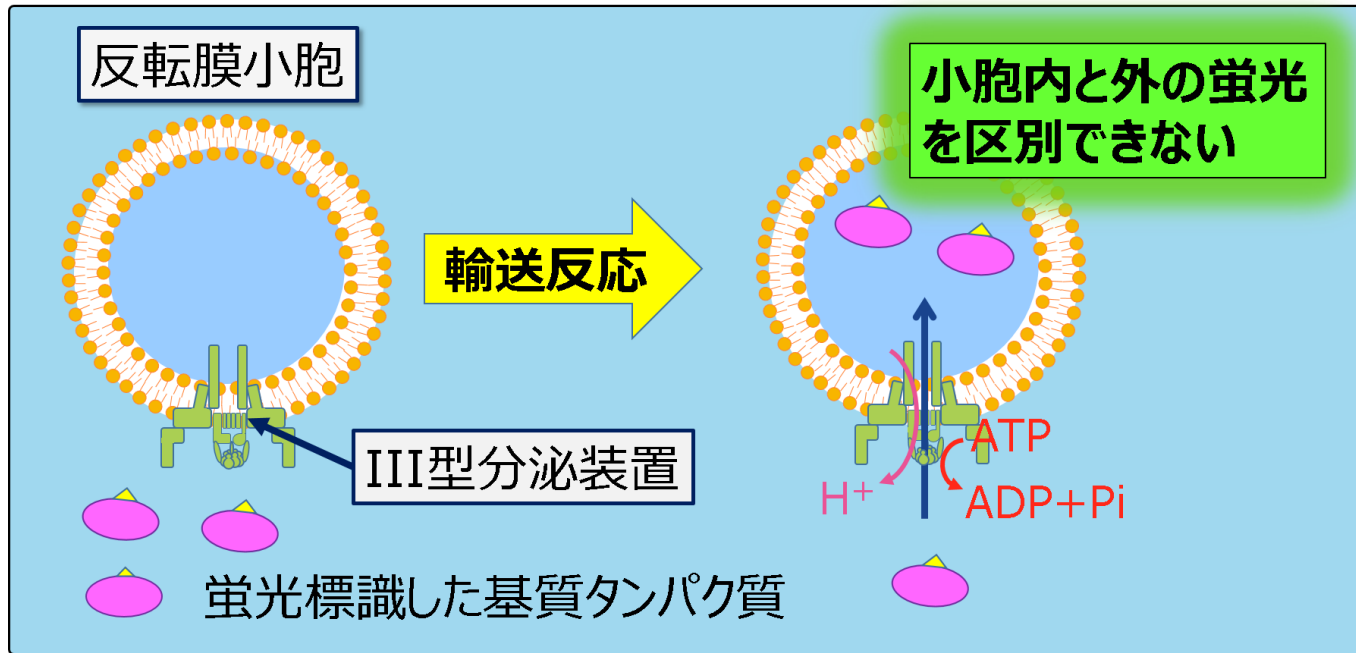 反転膜小胞
小胞内と外の蛍光
を区別できない
輸送反応
III型分泌装置
ATP
H⁺
ADP+Pi
蛍光標識した基質タンパク質